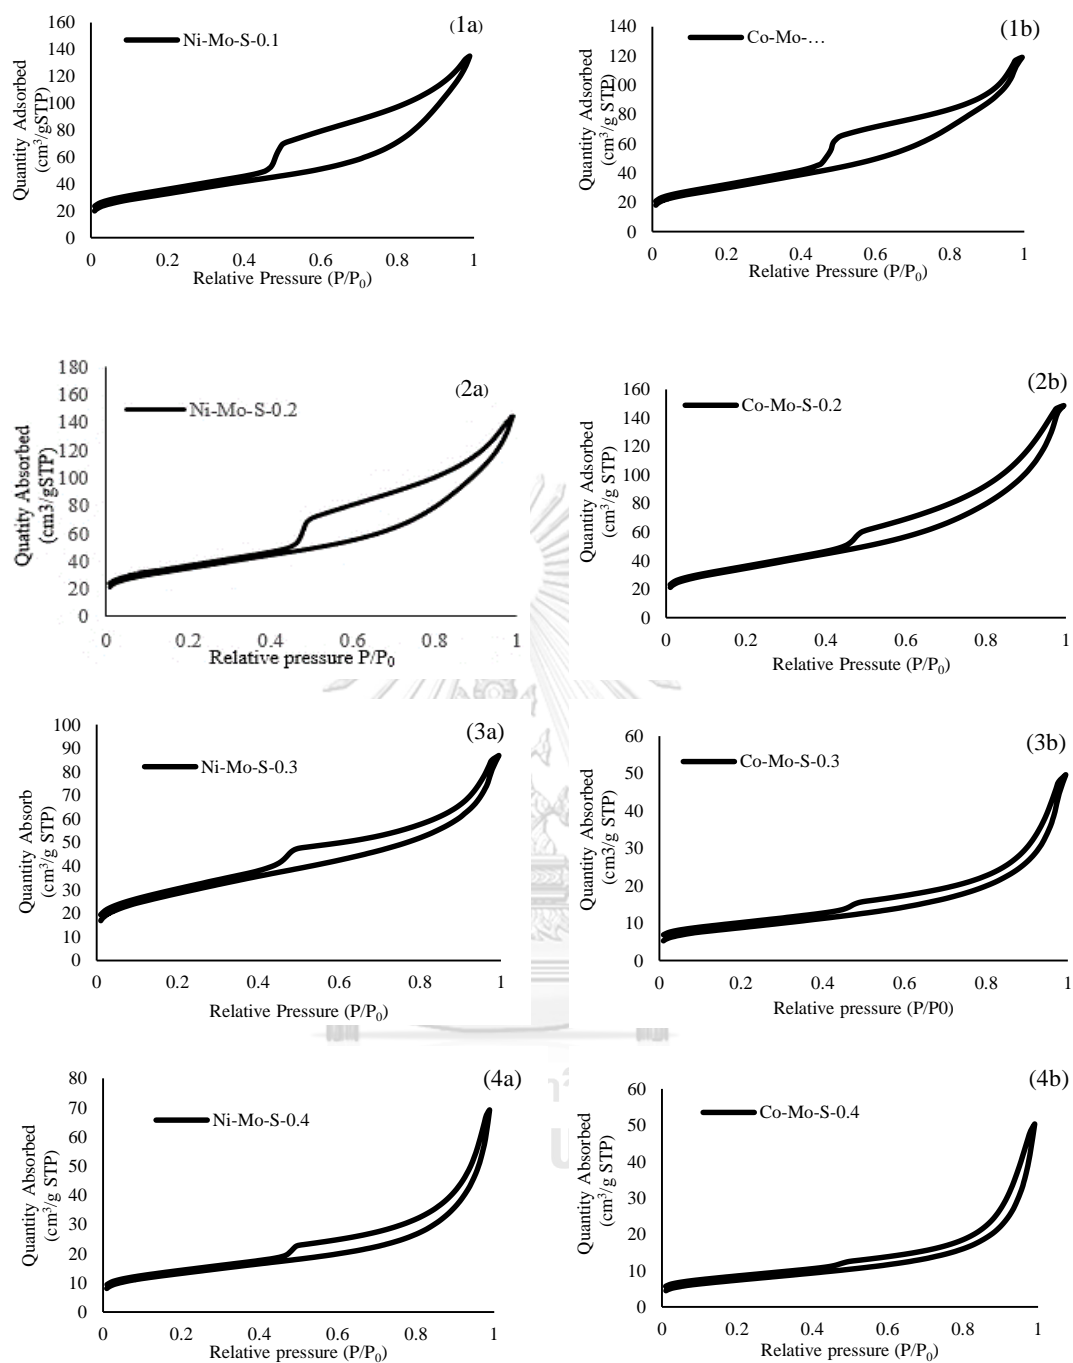 (1a)
Ni-Mo-S-0.1
Quantity Adsorbed
(cm³/gSTP)
160
140
120
100
80
60
40
20
0
0 0.2 0.4 0.6 0.8 1
Relative Pressure (P/P₀)
(1b)
Co-Mo-…
Quantity Adsorbed
(cm³/g STP)
140
120
100
80
60
40
20
0
0 0.2 0.4 0.6 0.8 1
Relative Pressure (P/P₀)
(2a)
Ni-Mo-S-0.2
Quatity Absorbed
(cm3/gSTP)
180
160
140
120
100
80
60
40
20
0
0 0.2 0.4 0.6 0.8 1
Relative pressure P/P₀
(2b)
Co-Mo-S-0.2
Quantity Adsorbed
(cm³/g STP)
160
140
120
100
80
60
40
20
0
0 0.2 0.4 0.6 0.8 1
Relative Pressute (P/P₀)
(3a)
Ni-Mo-S-0.3
Quantity Absorb
(cm³/g STP)
100
90
80
70
60
50
40
30
20
10
0
0 0.2 0.4 0.6 0.8 1
Relative Pressure (P/P₀)
(3b)
Co-Mo-S-0.3
Quantity Absorbed
(cm3/g STP)
60
50
40
30
20
10
0
0 0.2 0.4 0.6 0.8 1
Relative pressure (P/P0)
(4a)
Ni-Mo-S-0.4
Quantity Absorbed
(cm³/g STP)
80
70
60
50
40
30
20
10
0
0 0.2 0.4 0.6 0.8 1
Relative pressure (P/P₀)
(4b)
Co-Mo-S-0.4
Quantity Absorbed
(cm³/g STP)
60
50
40
30
20
10
0
0 0.2 0.4 0.6 0.8 1
Relative pressure (P/P₀)